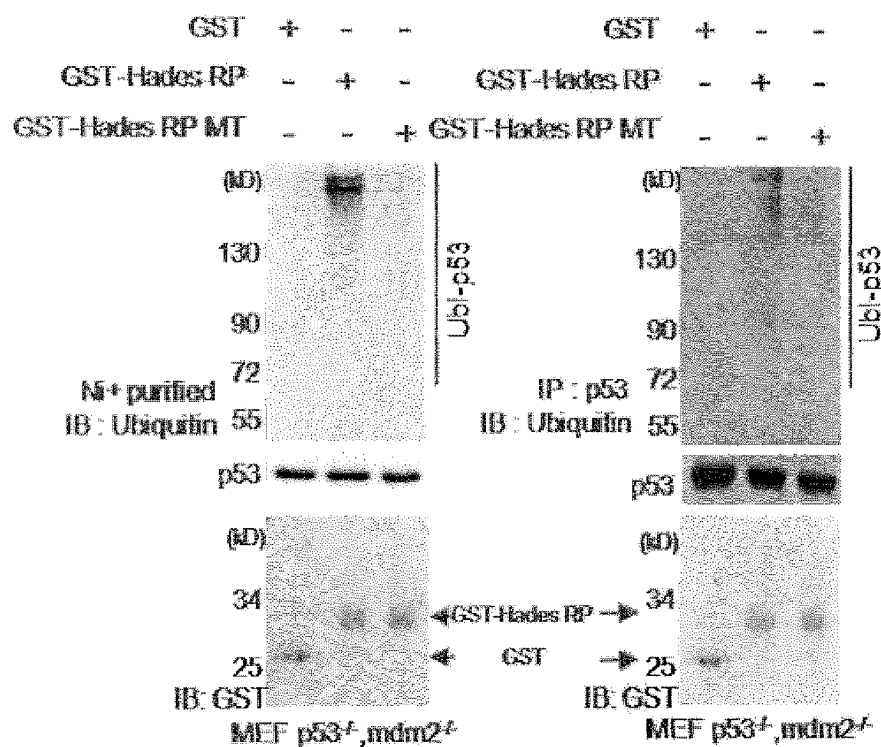 GST + - -
GST-Hades RP - + -
GST-Hades RP MT - - +
(kD)
130
90
72
55
Ubi-p53
Ni+ purified
IB : Ubiquitin
p53
(kD)
34
25
IB: GST
MEF p53-/-,mdm2-/-
GST-Hades RP
GST
GST + - -
GST-Hades RP - + -
GST-Hades RP MT - - +
(kD)
130
90
72
55
Ubi-p53
IP : p53
IB : Ubiquitin
p53
(kD)
34
25
IB: GST
MEF p53-/-,mdm2-/-